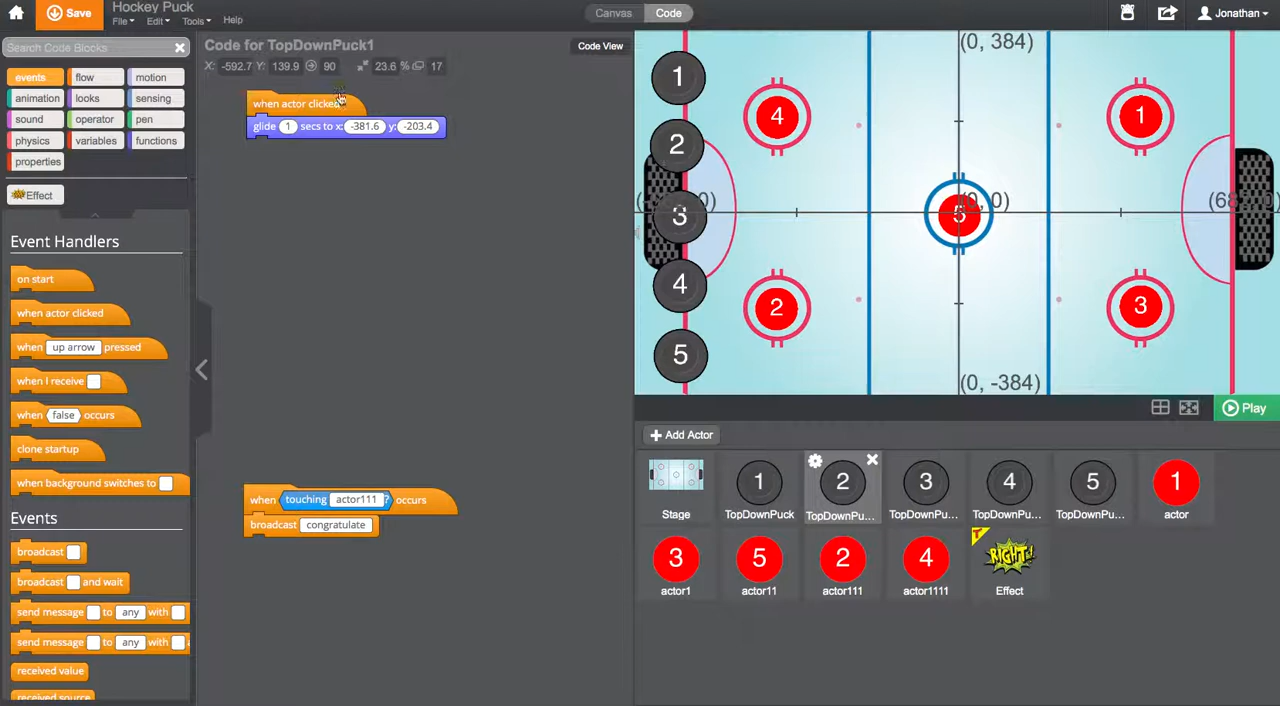 Save
Hockey Puck
File Edit Tools Help
Canvas Code
Jonathan
Search Code Blocks
Code for TopDownPuck1
X: -592.7 Y: 139.9 90 23.6 % 17
Code View
events flow motion
animation looks sensing
sound operator pen
physics variables functions
properties
Effect
Event Handlers
on start
when actor clicked
when up arrow pressed
when I receive
when false occurs
clone startup
when background switches to
Events
broadcast
broadcast and wait
send message to any with
send message to any with
received value
received source
when actor clicked
glide 1 secs to x: -381.6 y: -203.4
when touching actor111 ? occurs
broadcast congratulate
(0, 384)
1
4
1
2
3
5
(0, 0)
4
2
3
5
(0, -384)
Play
Add Actor
1 2 3 4 5 1
Stage TopDownPuck TopDownPu... TopDownPu... TopDownPu... TopDownPu... actor
3 5 2 4 RIGHT!
actor1 actor11 actor111 actor1111 Effect